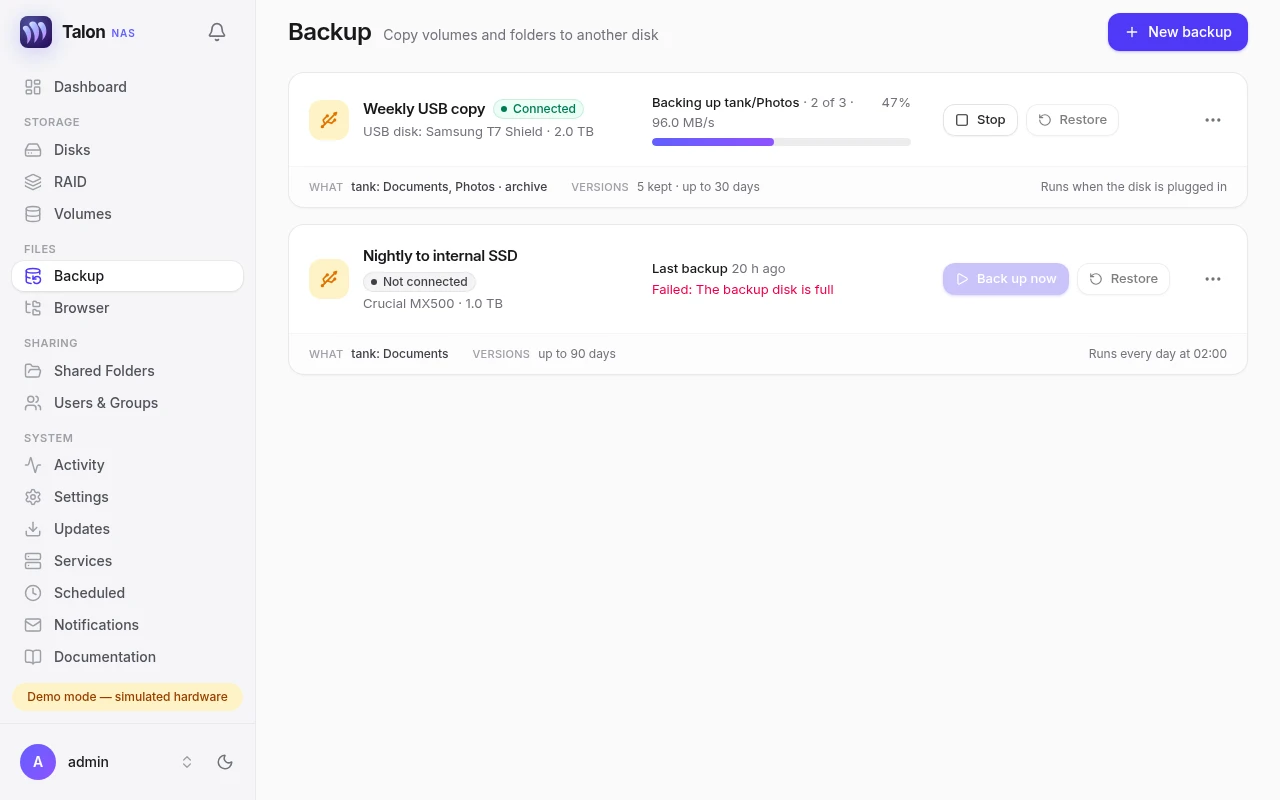 Talon NAS
Dashboard
STORAGE
Disks
RAID
Volumes
FILES
Backup
Browser
SHARING
Shared Folders
Users & Groups
SYSTEM
Activity
Settings
Updates
Services
Scheduled
Notifications
Documentation
Demo mode — simulated hardware
A admin
Backup Copy volumes and folders to another disk
New backup
Weekly USB copy Connected
USB disk: Samsung T7 Shield · 2.0 TB
Backing up tank/Photos · 2 of 3 · 47%
96.0 MB/s
Stop Restore
WHAT tank: Documents, Photos · archive VERSIONS 5 kept · up to 30 days Runs when the disk is plugged in
Nightly to internal SSD
Not connected
Crucial MX500 · 1.0 TB
Last backup 20 h ago
Failed: The backup disk is full
Back up now Restore
WHAT tank: Documents VERSIONS up to 90 days Runs every day at 02:00